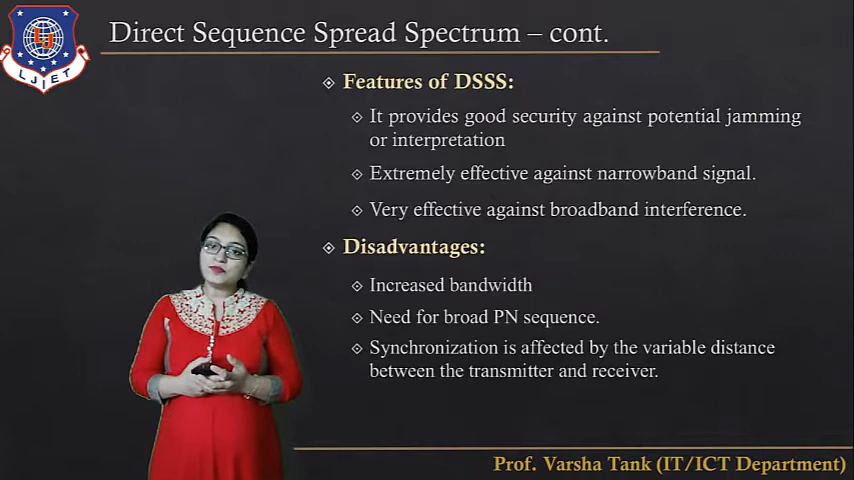 Direct Sequence Spread Spectrum – cont.
LJIET
Features of DSSS:
It provides good security against potential jamming
or interpretation
Extremely effective against narrowband signal.
Very effective against broadband interference.
Disadvantages:
Increased bandwidth
Need for broad PN sequence.
Synchronization is affected by the variable distance
between the transmitter and receiver.
Prof. Varsha Tank (IT/ICT Department)